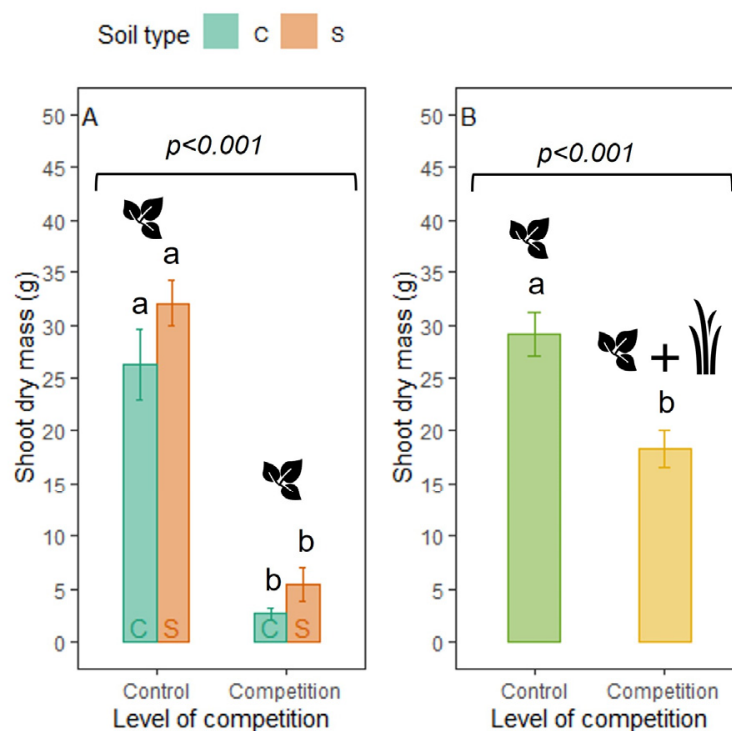 Soil type C S
A
p<0.001
Shoot dry mass (g)
50
45
40
35
30
25
20
15
10
5
0
a
a
b
b
C S
C S
Control Competition
Level of competition
B
p<0.001
Shoot dry mass (g)
50
45
40
35
30
25
20
15
10
5
0
a
+
b
Control Competition
Level of competition